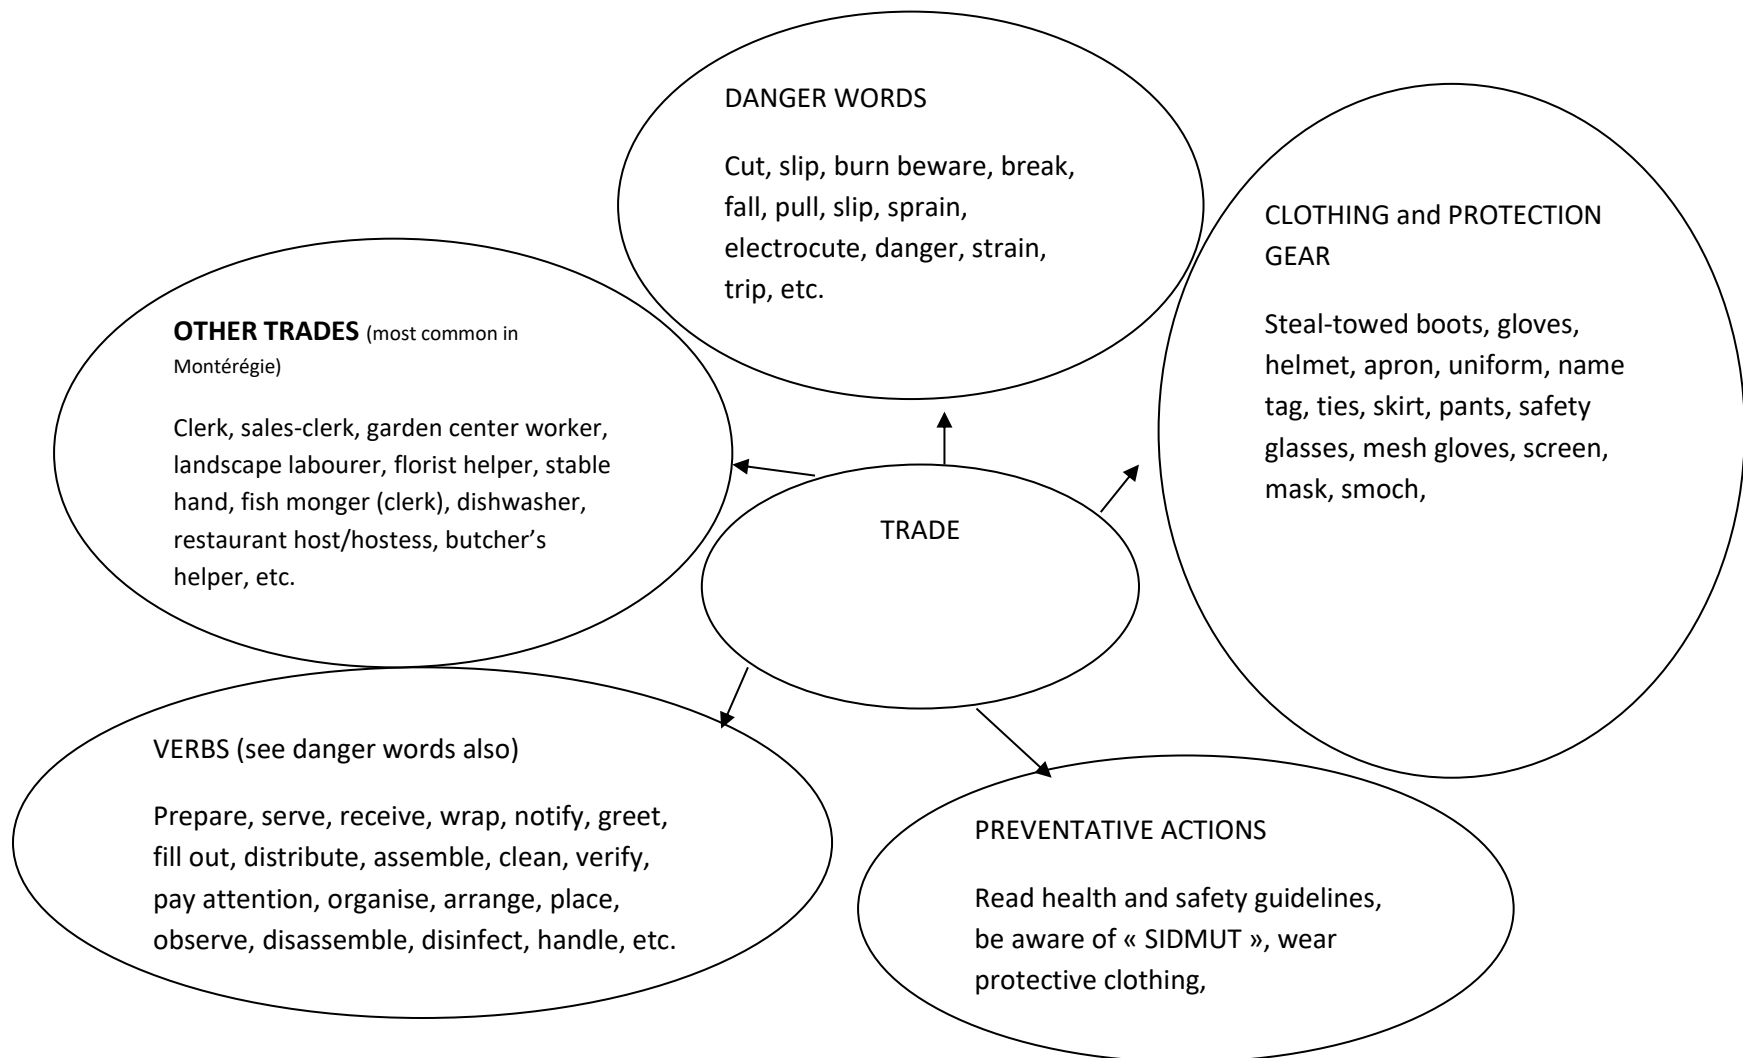 DANGER WORDS
Cut, slip, burn beware, break,
fall, pull, slip, sprain,
electrocute, danger, strain,
trip, etc.
CLOTHING and PROTECTION
GEAR
Steal-towed boots, gloves,
helmet, apron, uniform, name
tag, ties, skirt, pants, safety
glasses, mesh gloves, screen,
mask, smoch,
OTHER TRADES (most common in
Montérégie)
Clerk, sales-clerk, garden center worker,
landscape labourer, florist helper, stable
hand, fish monger (clerk), dishwasher,
restaurant host/hostess, butcher’s
helper, etc.
TRADE
VERBS (see danger words also)
Prepare, serve, receive, wrap, notify, greet,
fill out, distribute, assemble, clean, verify,
pay attention, organise, arrange, place,
observe, disassemble, disinfect, handle, etc.
PREVENTATIVE ACTIONS
Read health and safety guidelines,
be aware of « SIDMUT », wear
protective clothing,